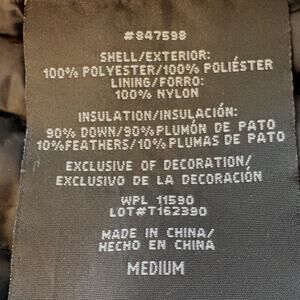 #847598
SHELL/EXTERIOR:
100% POLYESTER/100% POLIÉSTER
LINING/FORRO:
100% NYLON
INSULATION/INSULACIÓN:
90% DOWN/90%PLUMÓN DE PATO
10%FEATHERS/10% PLUMAS DE PATO
EXCLUSIVE OF DECORATION/
EXCLUSIVO DE LA DECORACIÓN
WPL 11590
LOT#T162390
MADE IN CHINA/
HECHO EN CHINA
MEDIUM